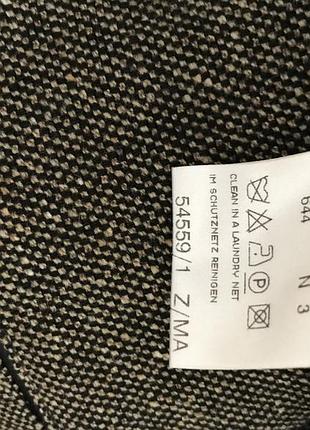 644 N 3
P
CLEAN IN A LAUNDRY NET
IM SCHUTZNETZ REINIGEN
54559/1 Z/MA